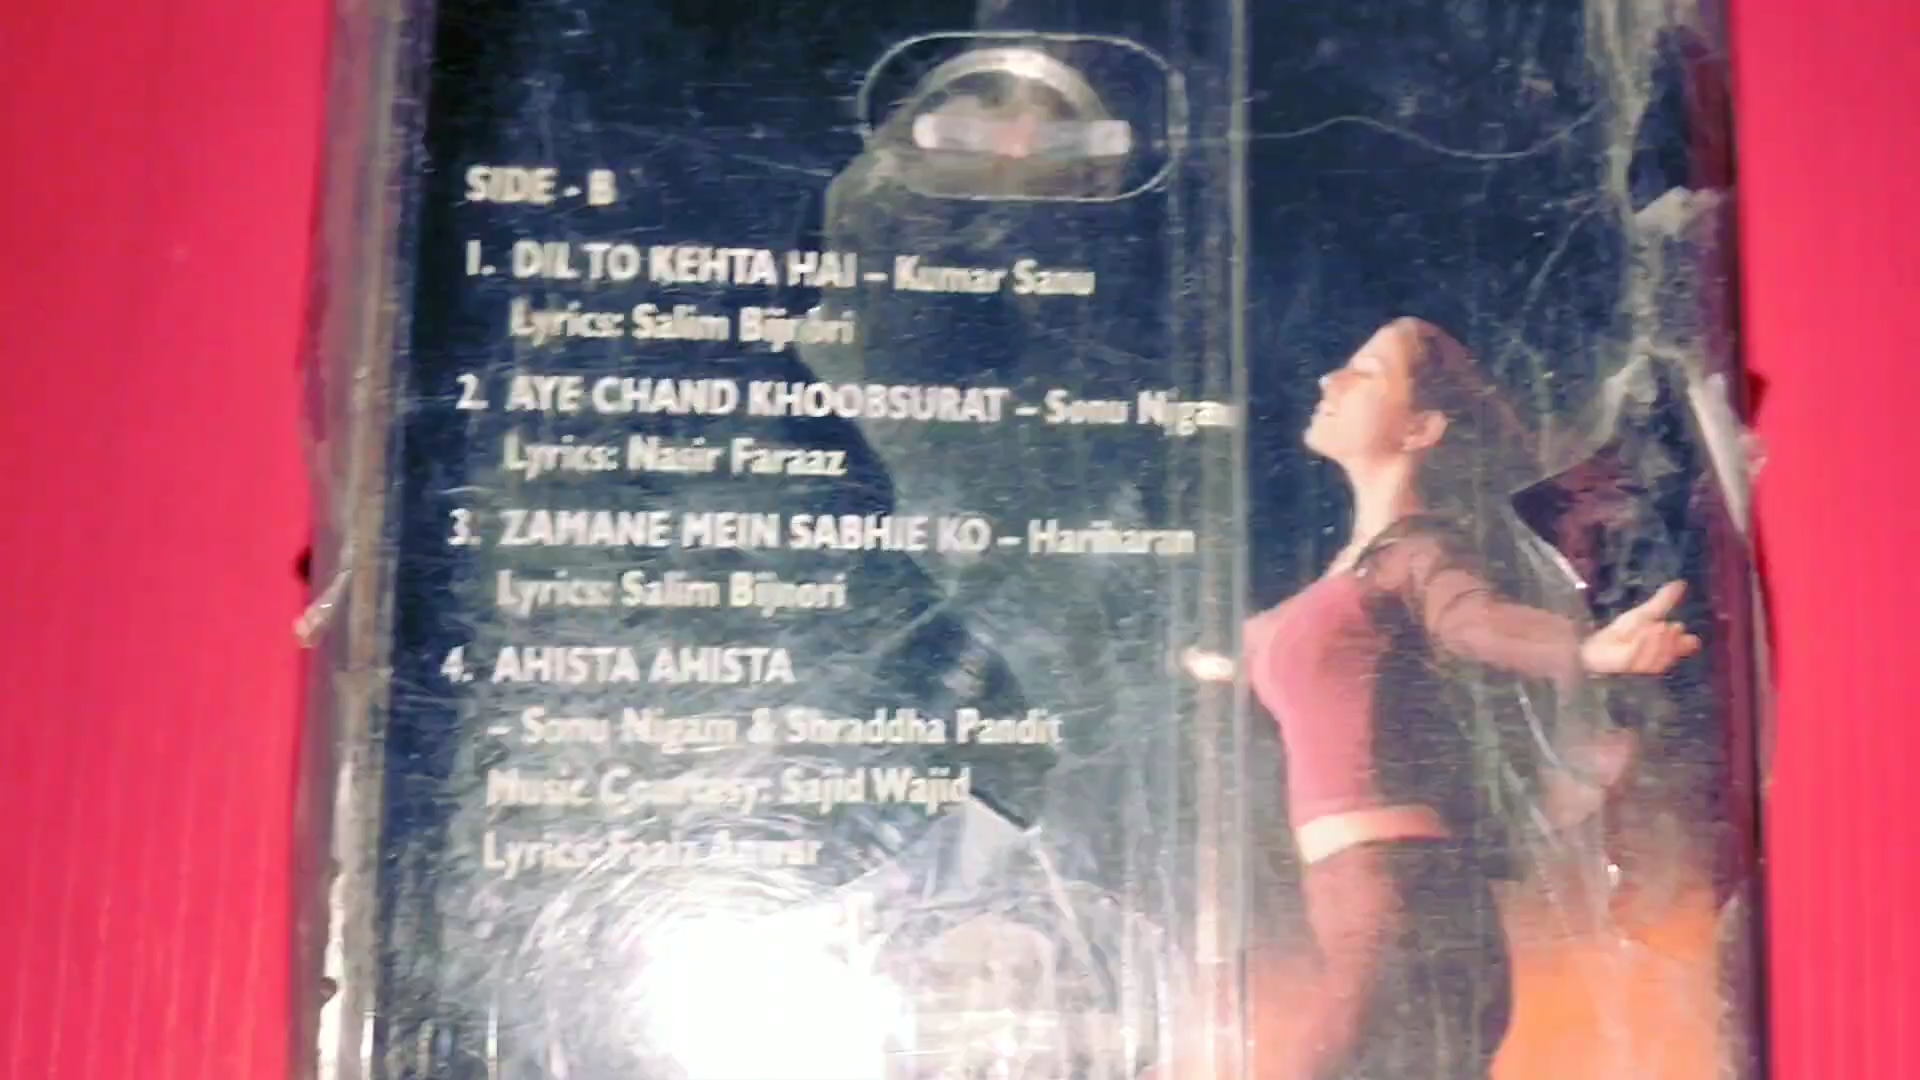 SIDE - B
1. DIL TO KEHTA HAI – Kumar Sanu
Lyrics: Salim Bijnori
2. AYE CHAND KHOOBSURAT – Sonu Nigam
Lyrics: Nasir Faraaz
3. ZAMANE MEIN SABHIE KO – Hariharan
Lyrics: Salim Bijnori
4. AHISTA AHISTA
– Sonu Nigam & Shraddha Pandit
Music Courtesy: Sajid Wajid
Lyrics: Faaiz Anwar